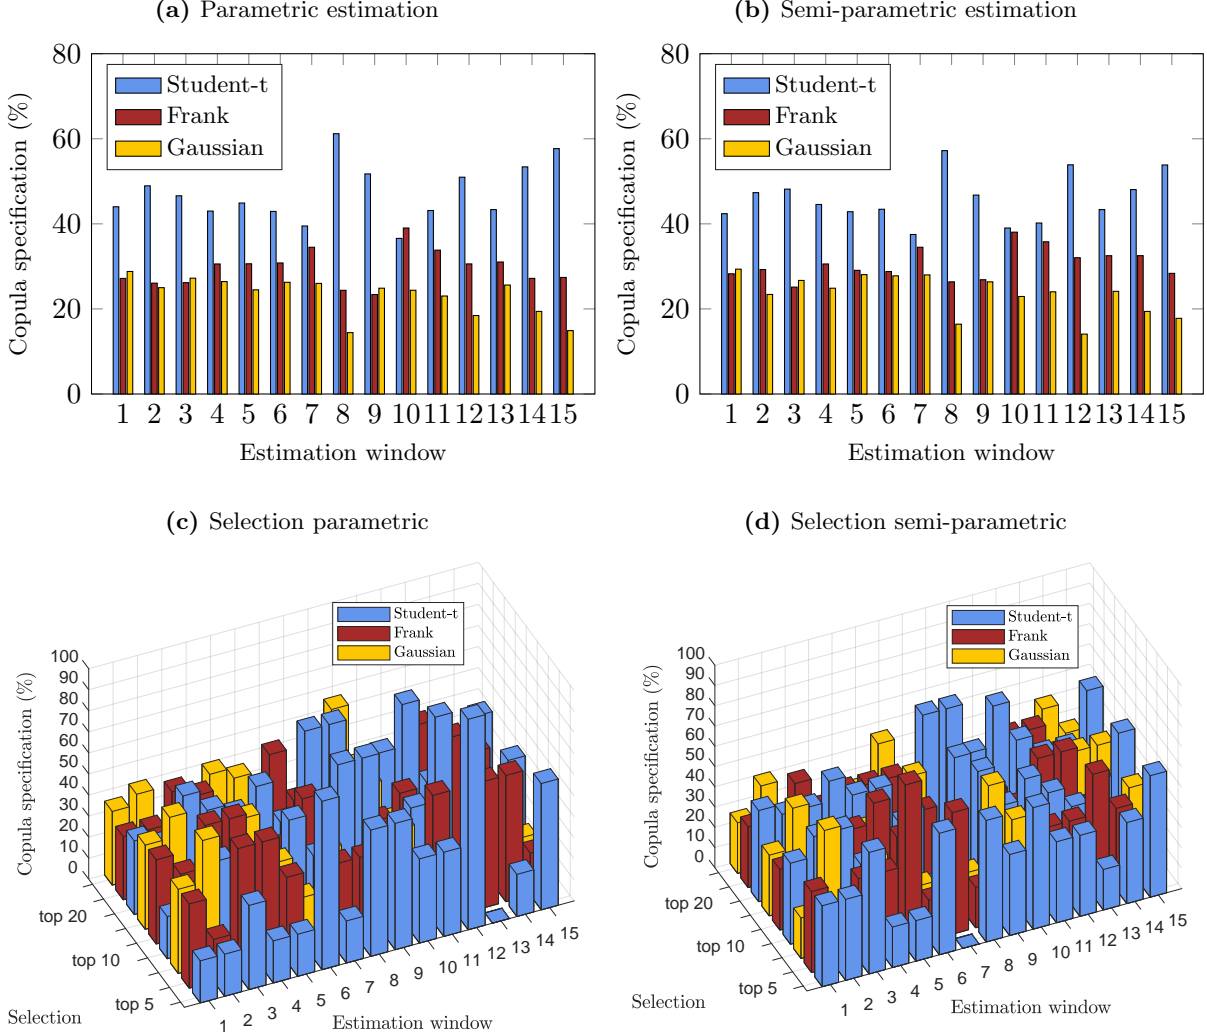 (a) Parametric estimation
80
60
40
20
0
Copula specification (%)
Student-t
Frank
Gaussian
1 2 3 4 5 6 7 8 9 10 11 12 13 14 15
Estimation window
(b) Semi-parametric estimation
80
60
40
20
0
Copula specification (%)
Student-t
Frank
Gaussian
1 2 3 4 5 6 7 8 9 10 11 12 13 14 15
Estimation window
(c) Selection parametric
Student-t
Frank
Gaussian
100
90
80
70
60
50
40
30
20
10
0
Copula specification (%)
top 20
top 10
top 5
Selection
1 2 3 4 5 6 7 8 9 10 11 12 13 14 15
Estimation window
(d) Selection semi-parametric
Student-t
Frank
Gaussian
100
90
80
70
60
50
40
30
20
10
0
Copula specification (%)
top 20
top 10
top 5
Selection
1 2 3 4 5 6 7 8 9 10 11 12 13 14 15
Estimation window